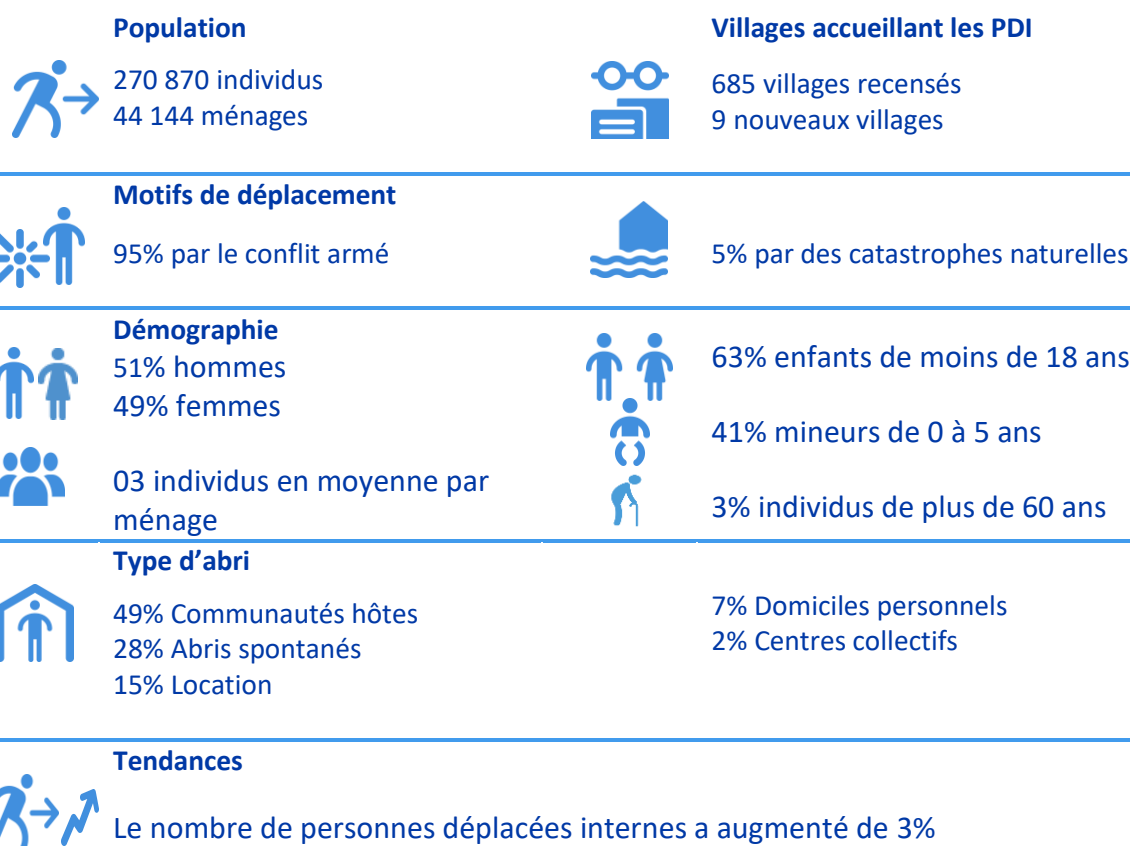 Population
270 870 individus
44 144 ménages
Villages accueillant les PDI
685 villages recensés
9 nouveaux villages
Motifs de déplacement
95% par le conflit armé
5% par des catastrophes naturelles
Démographie
51% hommes
49% femmes
03 individus en moyenne par
ménage
63% enfants de moins de 18 ans
41% mineurs de 0 à 5 ans
3% individus de plus de 60 ans
Type d’abri
49% Communautés hôtes
28% Abris spontanés
15% Location
7% Domiciles personnels
2% Centres collectifs
Tendances
Le nombre de personnes déplacées internes a augmenté de 3%